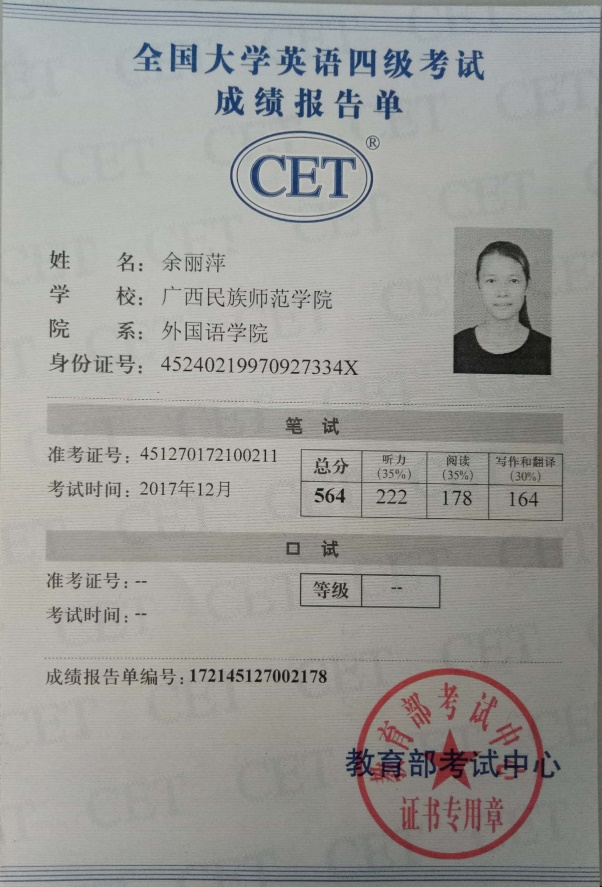 全国大学英语四级考试
成绩报告单
CET®
姓 名：余丽萍
学 校：广西民族师范学院
院 系：外国语学院
身份证号：45240219970927334X
笔 试
准考证号：451270172100211
考试时间：2017年12月
总分 听力(35%) 阅读(35%) 写作和翻译(30%)
564 222 178 164
口 试
准考证号：--
考试时间：--
等级 --
成绩报告单编号：172145127002178
教育部考试中心
教育部考试中心
证书专用章